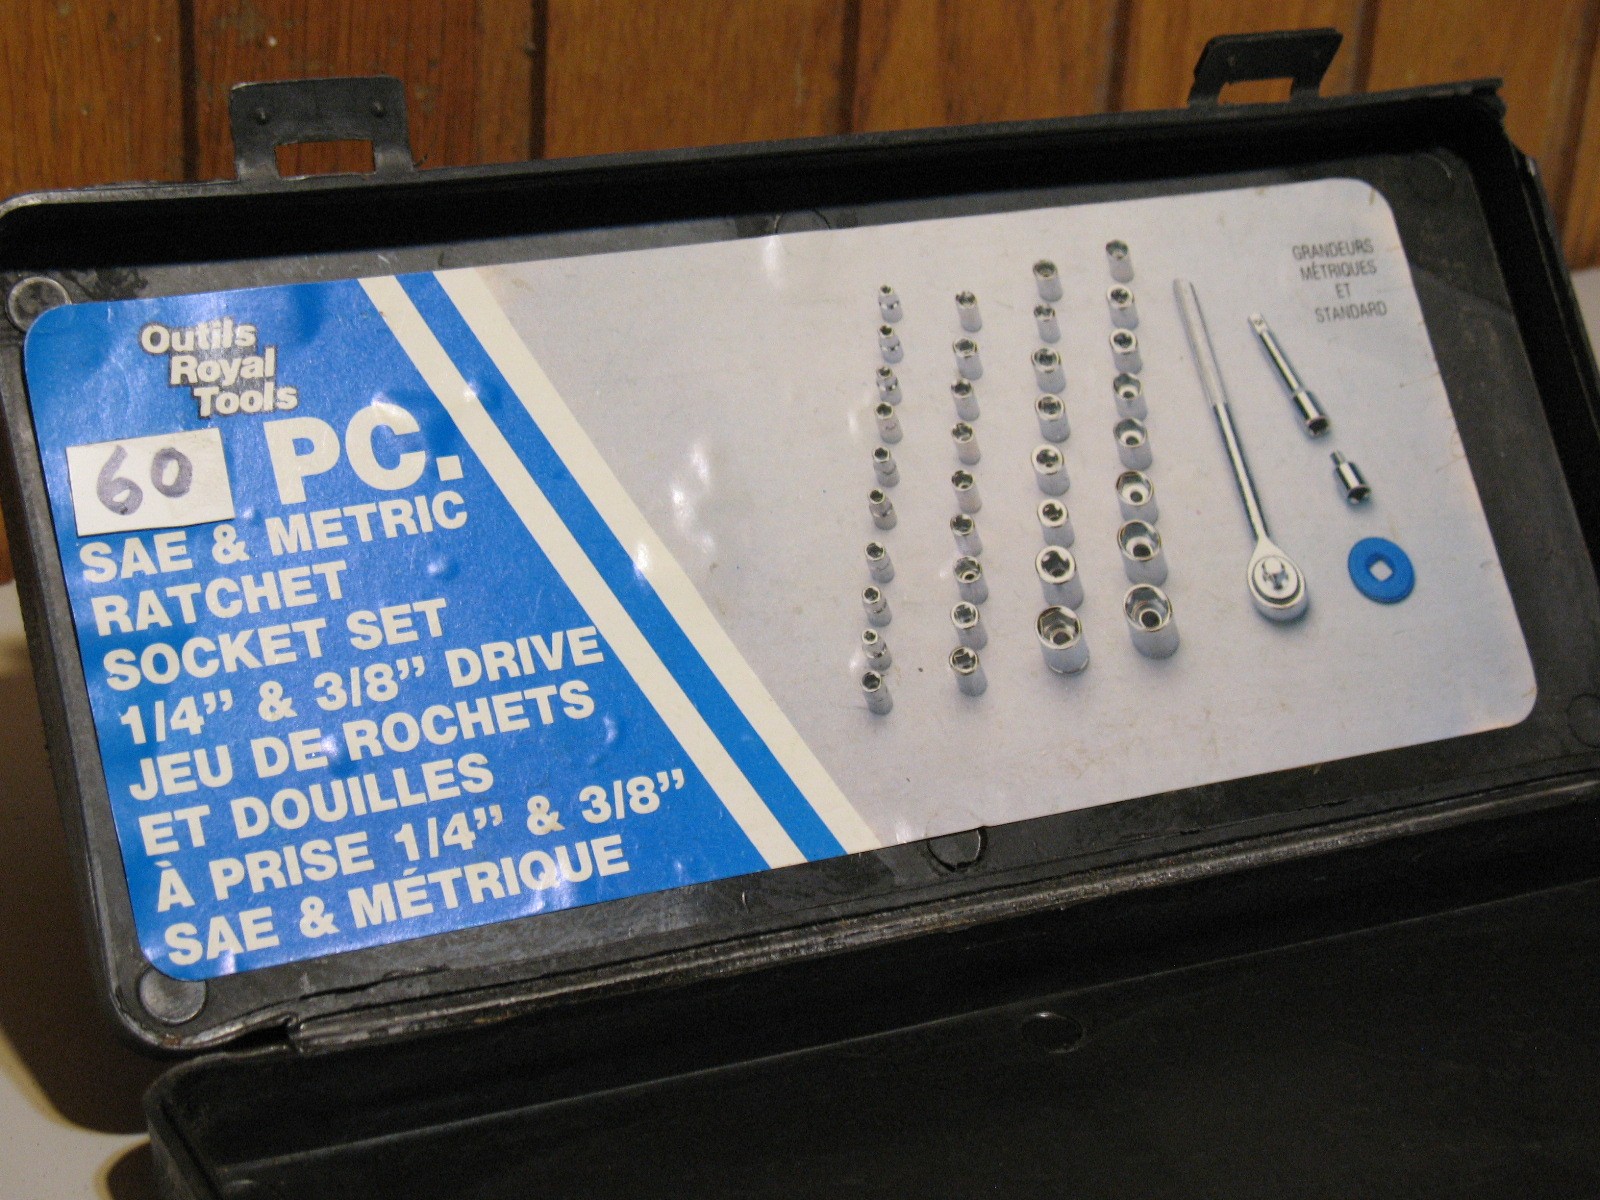 Outils
Royal
Tools
60 PC.
SAE & METRIC
RATCHET
SOCKET SET
1/4” & 3/8” DRIVE
JEU DE ROCHETS
ET DOUILLES
À PRISE 1/4” & 3/8”
SAE & MÉTRIQUE
GRANDEURS
MÉTRIQUES
ET
STANDARD